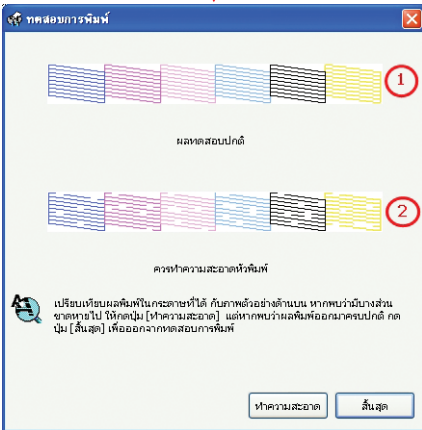 ทดสอบการพิมพ์
1
ผลทดสอบปกติ
2
ควรทำความสะอาดหัวพิมพ์
เปรียบเทียบผลพิมพ์ในกระดาษที่ได้ กับภาพตัวอย่างด้านบน หากพบว่ามีบางส่วน
ขาดหายไป ให้กดปุ่ม [ทำความสะอาด] แต่หากพบว่าผลพิมพ์ออกมาครบปกติ กด
ปุ่ม [สิ้นสุด] เพื่อออกจากทดสอบการพิมพ์
ทำความสะอาด
สิ้นสุด